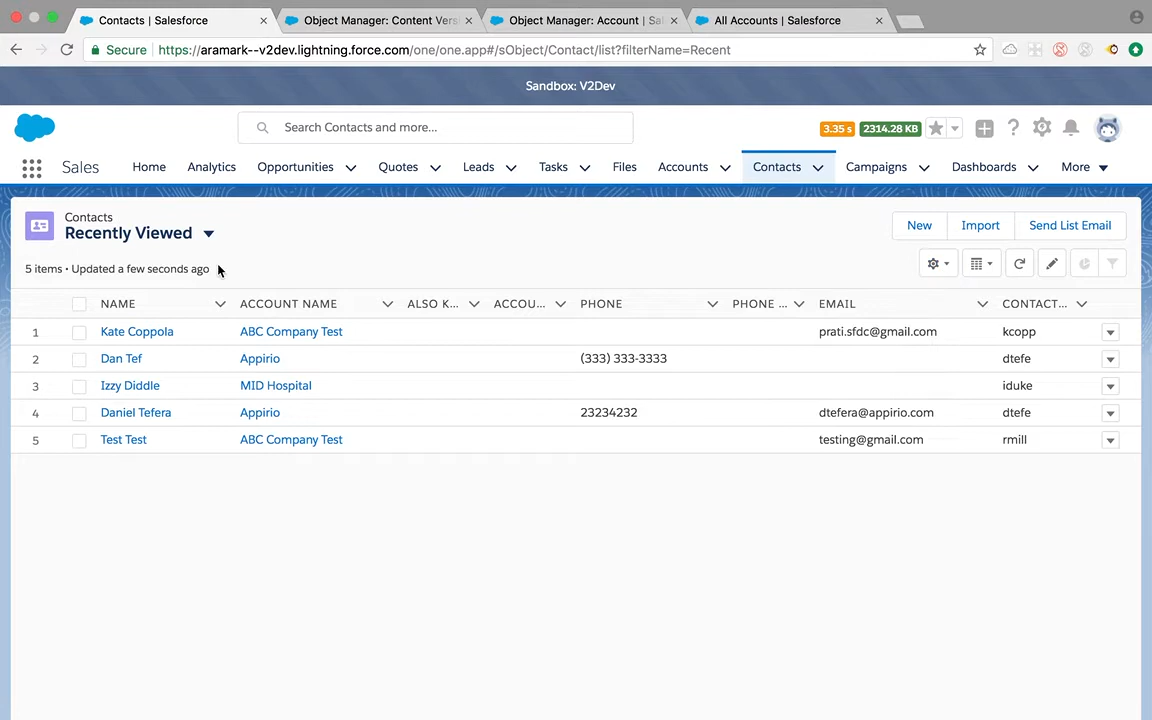 Contacts | Salesforce
Object Manager: Content Versi
Object Manager: Account | Sal
All Accounts | Salesforce
Secure https://aramark--v2dev.lightning.force.com/one/one.app#/sObject/Contact/list?filterName=Recent
Sandbox: V2Dev
Search Contacts and more...
3.35 s 2314.28 KB
Sales Home Analytics Opportunities Quotes Leads Tasks Files Accounts Contacts Campaigns Dashboards More
Contacts
Recently Viewed
New Import Send List Email
5 items • Updated a few seconds ago
NAME ACCOUNT NAME ALSO K... ACCOU... PHONE PHONE ... EMAIL CONTACT...
1 Kate Coppola ABC Company Test prati.sfdc@gmail.com kcopp
2 Dan Tef Appirio (333) 333-3333 dtefe
3 Izzy Diddle MID Hospital iduke
4 Daniel Tefera Appirio 23234232 dtefera@appirio.com dtefe
5 Test Test ABC Company Test testing@gmail.com rmill